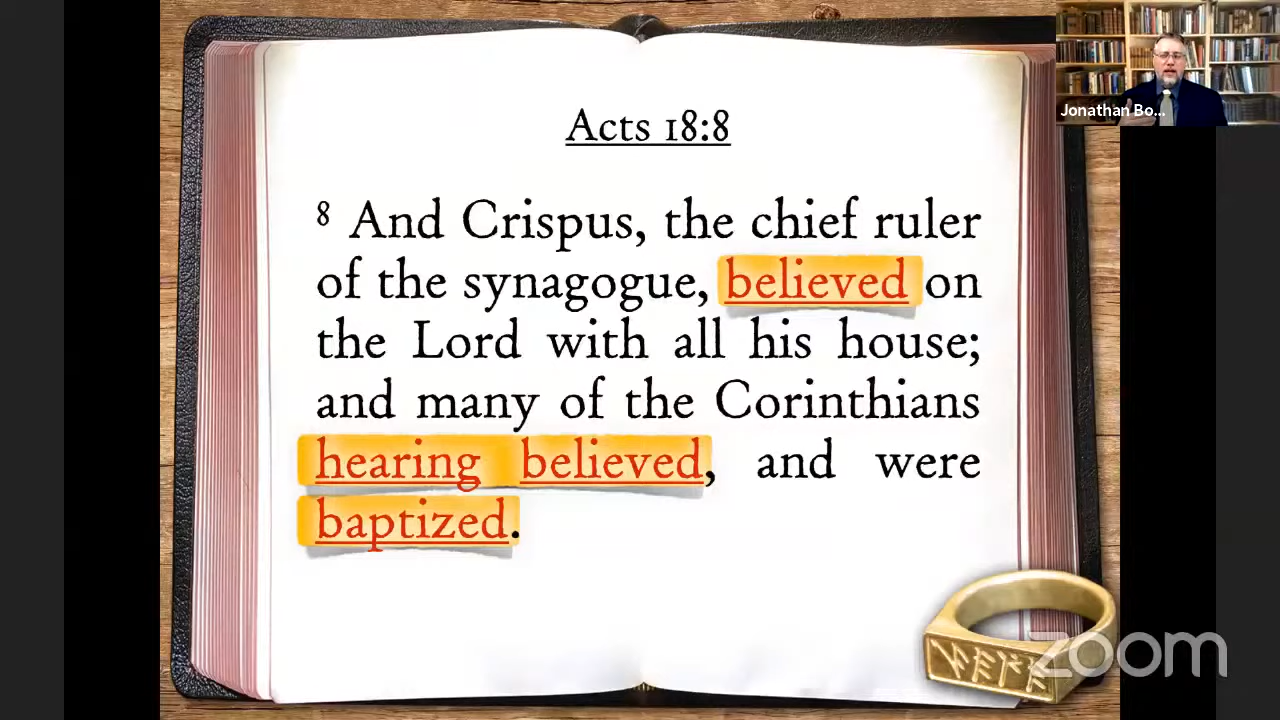 Acts 18:8
8 And Crispus, the chief ruler
of the synagogue, believed on
the Lord with all his house;
and many of the Corinthians
hearing believed, and were
baptized.
Jonathan Bo...
zoom